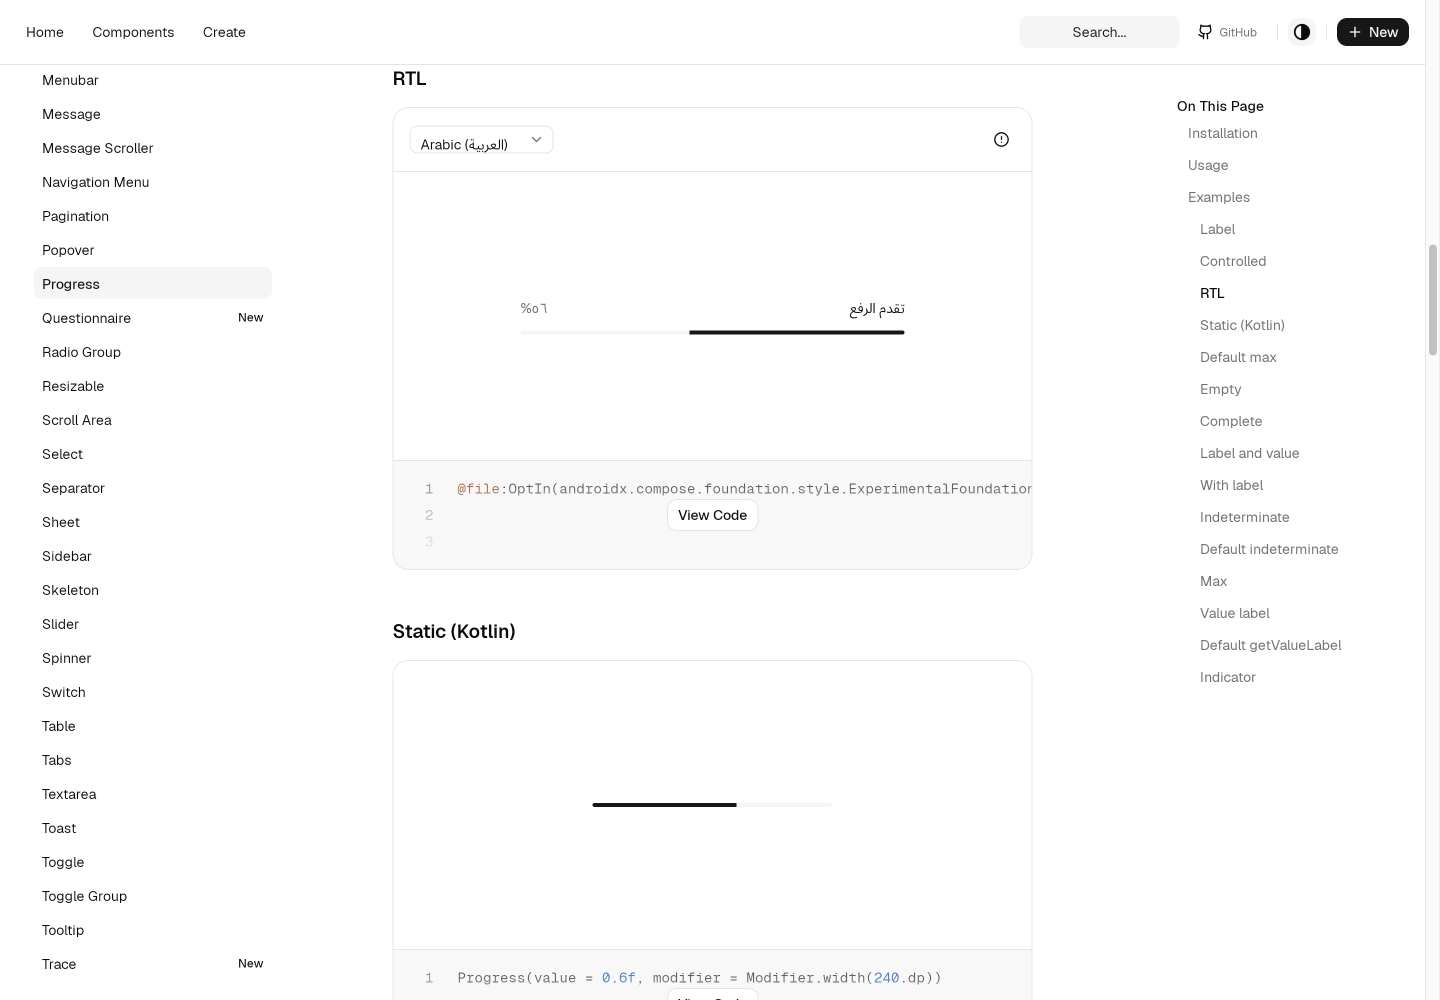 Home
Components
Create
Search...
GitHub
New
Menubar
Message
Message Scroller
Navigation Menu
Pagination
Popover
Progress
Questionnaire New
Radio Group
Resizable
Scroll Area
Select
Separator
Sheet
Sidebar
Skeleton
Slider
Spinner
Switch
Table
Tabs
Textarea
Toast
Toggle
Toggle Group
Tooltip
Trace New
RTL
Arabic (العربية)
تقدم الرفع
%٥٦
1 @file:OptIn(androidx.compose.foundation.style.ExperimentalFoundation
2
View Code
3
Static (Kotlin)
1 Progress(value = 0.6f, modifier = Modifier.width(240.dp))
View Code
On This Page
Installation
Usage
Examples
Label
Controlled
RTL
Static (Kotlin)
Default max
Empty
Complete
Label and value
With label
Indeterminate
Default indeterminate
Max
Value label
Default getValueLabel
Indicator